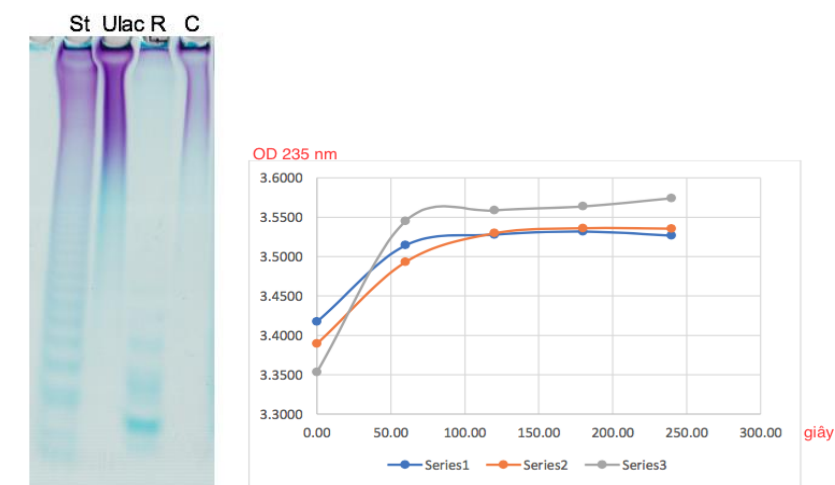 St Ulac R C
OD 235 nm
3.6000
3.5500
3.5000
3.4500
3.4000
3.3500
3.3000
0.00 50.00 100.00 150.00 200.00 250.00 300.00 giây
Series1 Series2 Series3